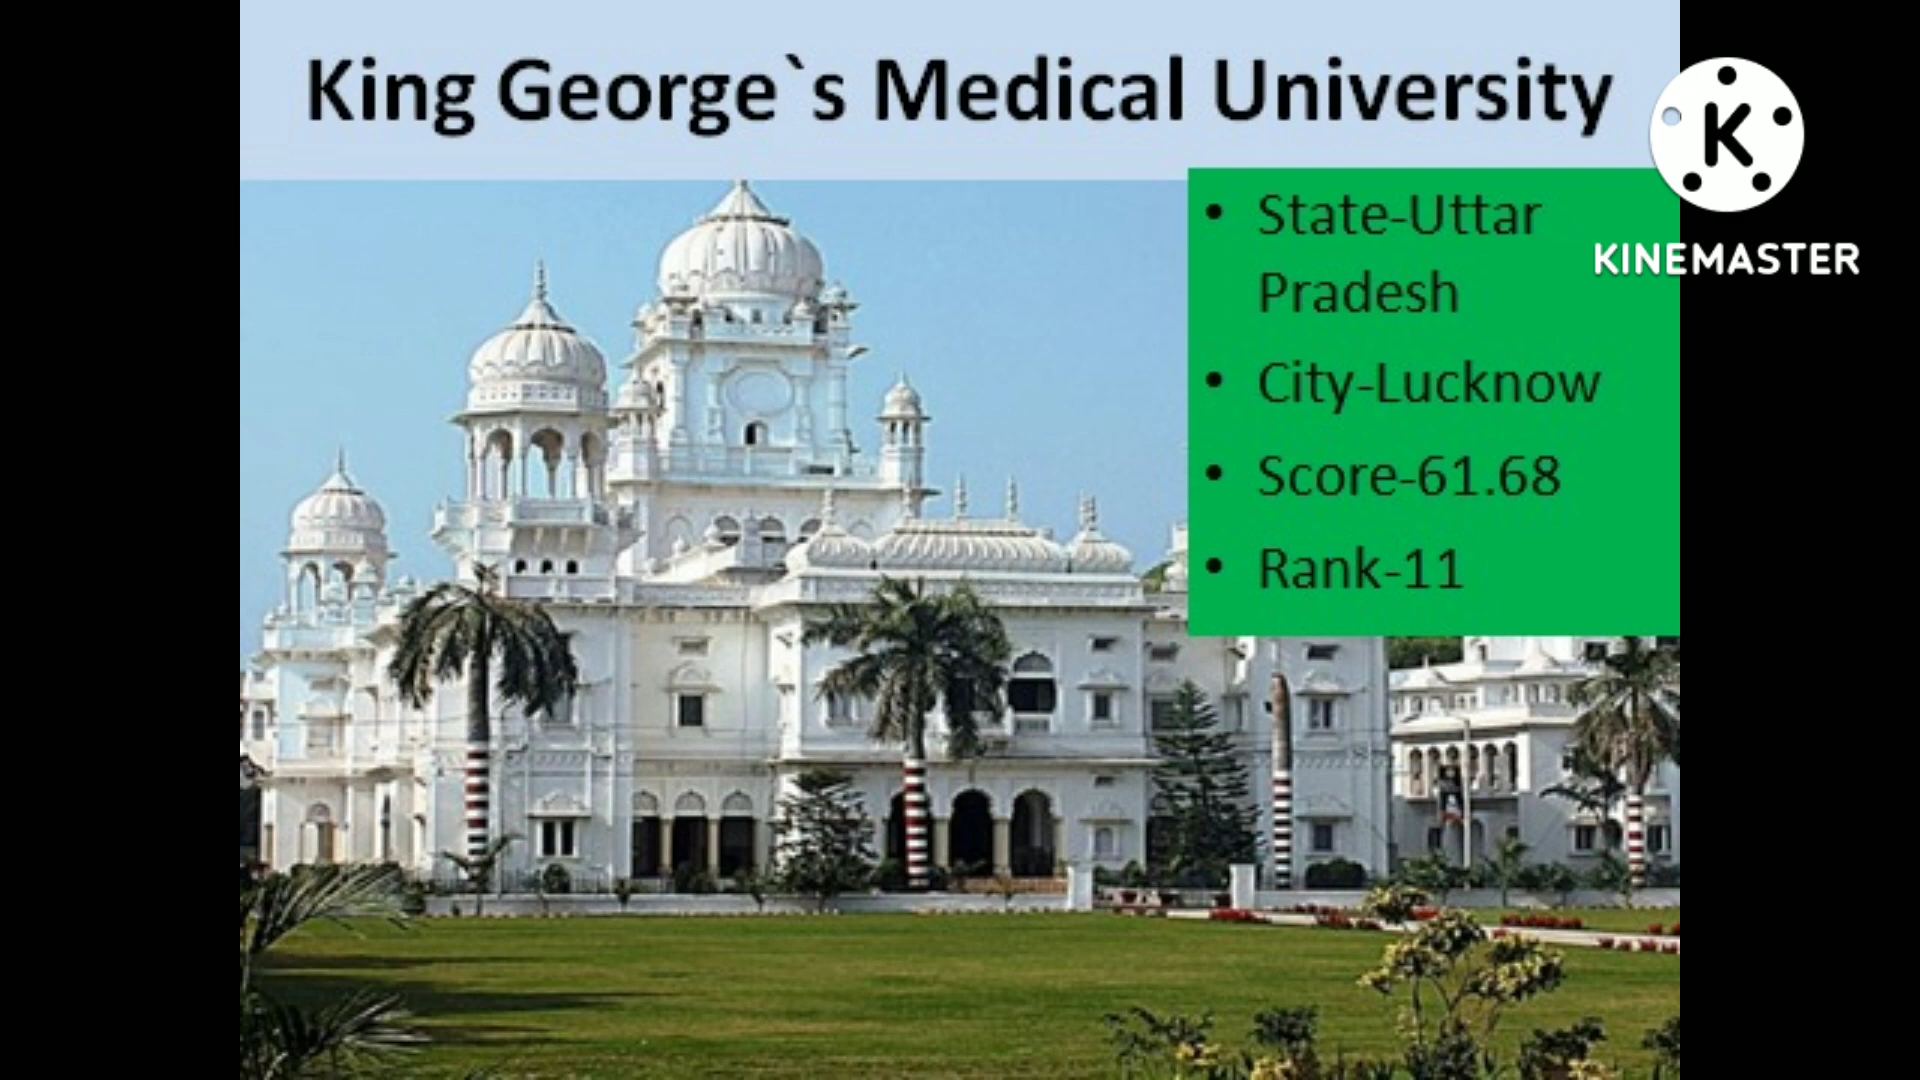 King George`s Medical University
• State-Uttar
Pradesh
• City-Lucknow
• Score-61.68
• Rank-11
K
KINEMASTER